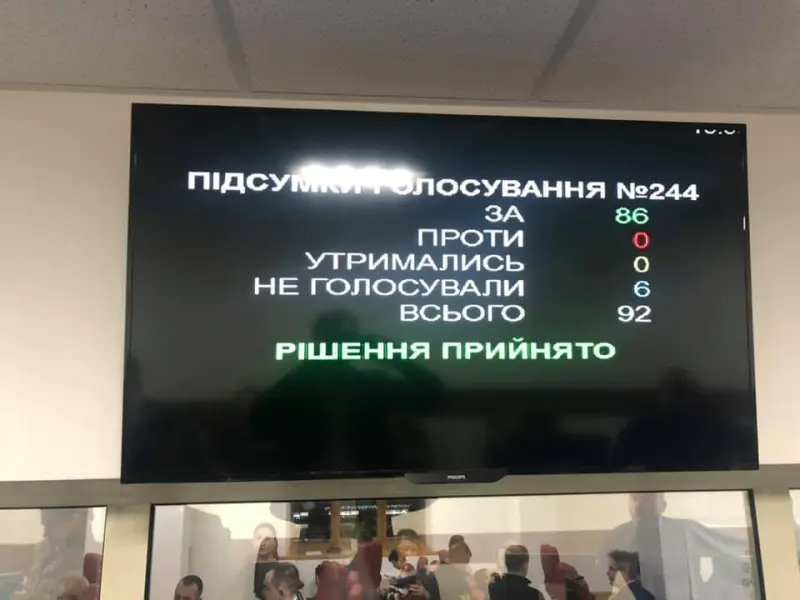 ПІДСУМКИ ГОЛОСУВАННЯ №244
ЗА 86
ПРОТИ 0
УТРИМАЛИСЬ 0
НЕ ГОЛОСУВАЛИ 6
ВСЬОГО 92
РІШЕННЯ ПРИЙНЯТО
PHILIPS